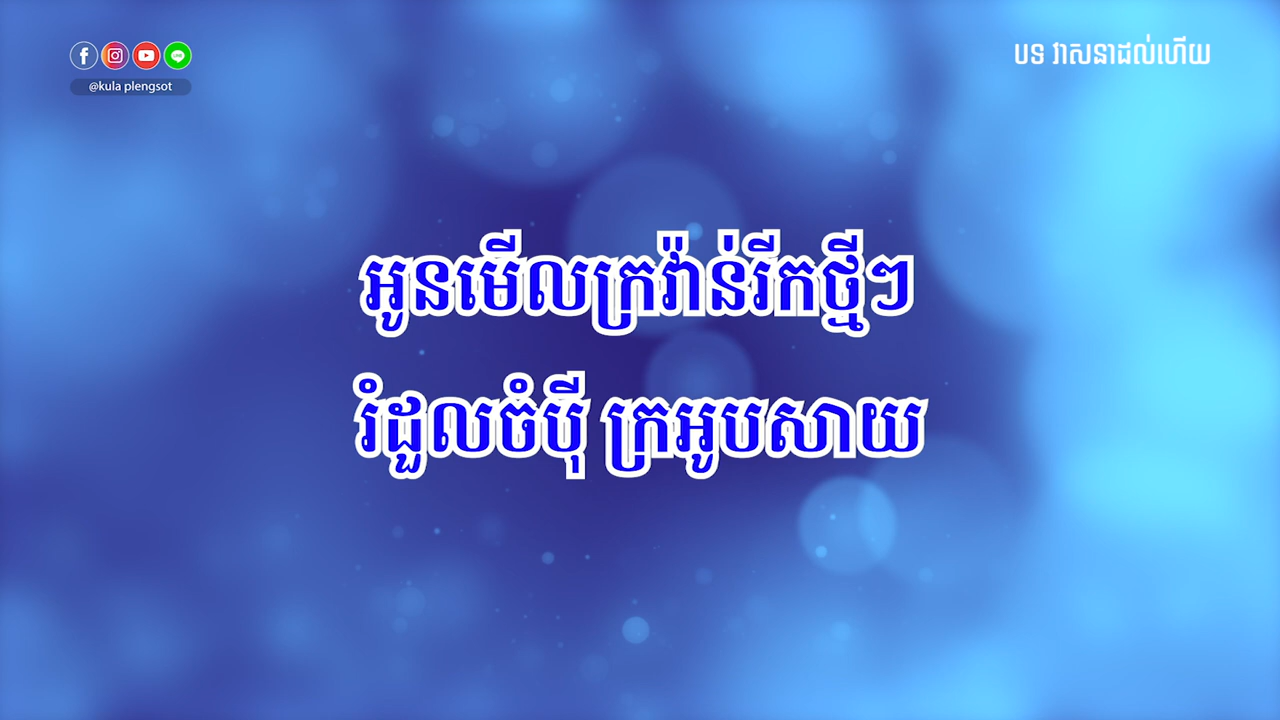 @kula plengsot
បទ វាសនាដល់ហើយ
អូនមើលក្រវ៉ាន់រីកថ្មីៗ
រំដួលចំប៉ី ក្រអូបសាយ